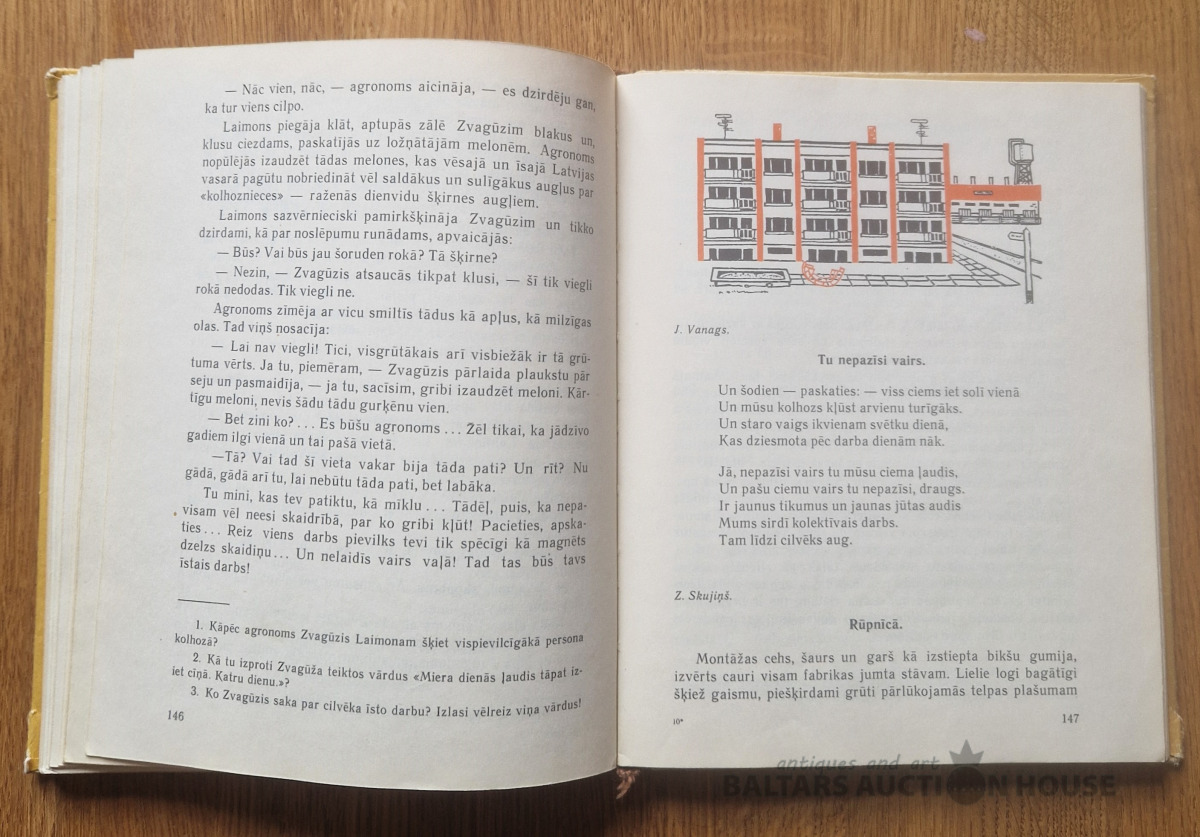 — Nāc vien, nāc, — agronoms aicināja, — es dzirdēju gan,
ka tur viens cilpo.
Laimons piegāja klāt, aptupās zālē Zvagūzim blakus un,
klusu ciezdams, paskatījās uz ložņātājām melonēm. Agronoms
nopūlējās izaudzēt tādas melones, kas vēsajā un īsajā Latvijas
vasarā pagūtu nobriedināt vēl saldākus un sulīgākus augļus par
«kolhoznieces» — raženās dienvidu šķirnes augļiem.
Laimons sazvērnieciski pamirkšķināja Zvagūzim un tikko
dzirdami, kā par noslēpumu runādams, apvaicājās:
— Būs? Vai būs jau šoruden rokā? Tā šķirne?
— Nezin, — Zvagūzis atsaucās tikpat klusi, — šī tik viegli
rokā nedodas. Tik viegli ne.
Agronoms zīmēja ar vicu smiltīs tādus kā apļus, kā milzīgas
olas. Tad viņš nosacīja:
— Lai nav viegli! Tici, visgrūtākais arī visbiežāk ir tā grū-
tuma vērts. Ja tu, piemēram, — Zvagūzis pārlaida plaukstu pār
seju un pasmaidīja, — ja tu, sacīsim, gribi izaudzēt meloni. Kār-
tīgu meloni, nevis šādu tādu gurķēnu vien.
— Bet zini ko? ... Es būšu agronoms ... Žēl tikai, ka jādzīvo
gadiem ilgi vienā un tai pašā vietā.
—Tā? Vai tad šī vieta vakar bija tāda pati? Un rīt? Nu
gādā, gādā arī tu, lai nebūtu tāda pati, bet labāka.
Tu mini, kas tev patiktu, kā mīklu ... Tādēļ, puis, ka nepa-
visam vēl neesi skaidrībā, par ko gribi kļūt! Pacieties, apska-
ties ... Reiz viens darbs pievilks tevi tik spēcīgi kā magnēts
dzelzs skaidiņu ... Un nelaidīs vairs vaļā! Tad tas būs tavs
īstais darbs!
1. Kāpēc agronoms Zvagūzis Laimonam šķiet vispievilcīgākā persona
kolhozā?
2. Kā tu izproti Zvagūža teiktos vārdus «Miera dienās ļaudis tāpat iz-
iet cīņā. Katru dienu.»?
3. Ko Zvagūzis saka par cilvēka īsto darbu? Izlasi vēlreiz viņa vārdus!
146
J. Vanags.
Tu nepazīsi vairs.
Un šodien — paskaties: — viss ciems iet solī vienā
Un mūsu kolhozs kļūst arvienu turīgāks.
Un staro vaigs ikvienam svētku dienā,
Kas dziesmota pēc darba dienām nāk.
Jā, nepazīsi vairs tu mūsu ciema ļaudis,
Un pašu ciemu vairs tu nepazīsi, draugs.
Ir jaunus tikumus un jaunas jūtas audis
Mums sirdī kolektīvais darbs.
Tam līdzi cilvēks aug.
Z. Skujiņš.
Rūpnīcā.
Montāžas cehs, šaurs un garš kā izstiepta bikšu gumija,
izvērts cauri visam fabrikas jumta stāvam. Lielie logi bagātīgi
šķiež gaismu, piešķirdami grūti pārlūkojamās telpas plašumam
10*
147
antiques and art
BALTARS AUCTION HOUSE